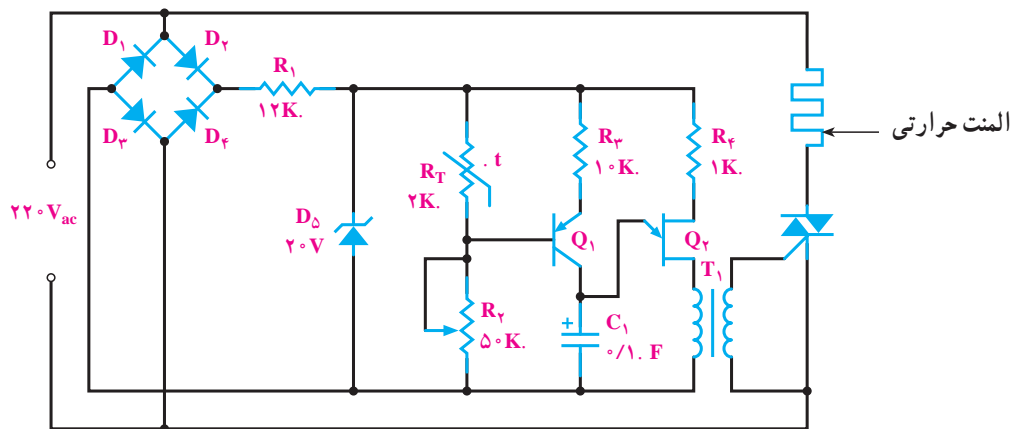 D۱
D۲
R۱
۱۲K.
D۳
D۴
المنت حرارتی
R۳
۱۰K.
R۴
۱K.
. t
RT
۲K.
۲۲۰Vac
D۵
۲۰V
Q۱
Q۲
T۱
R۲
۵۰K.
+
C۱
۰/۱. F